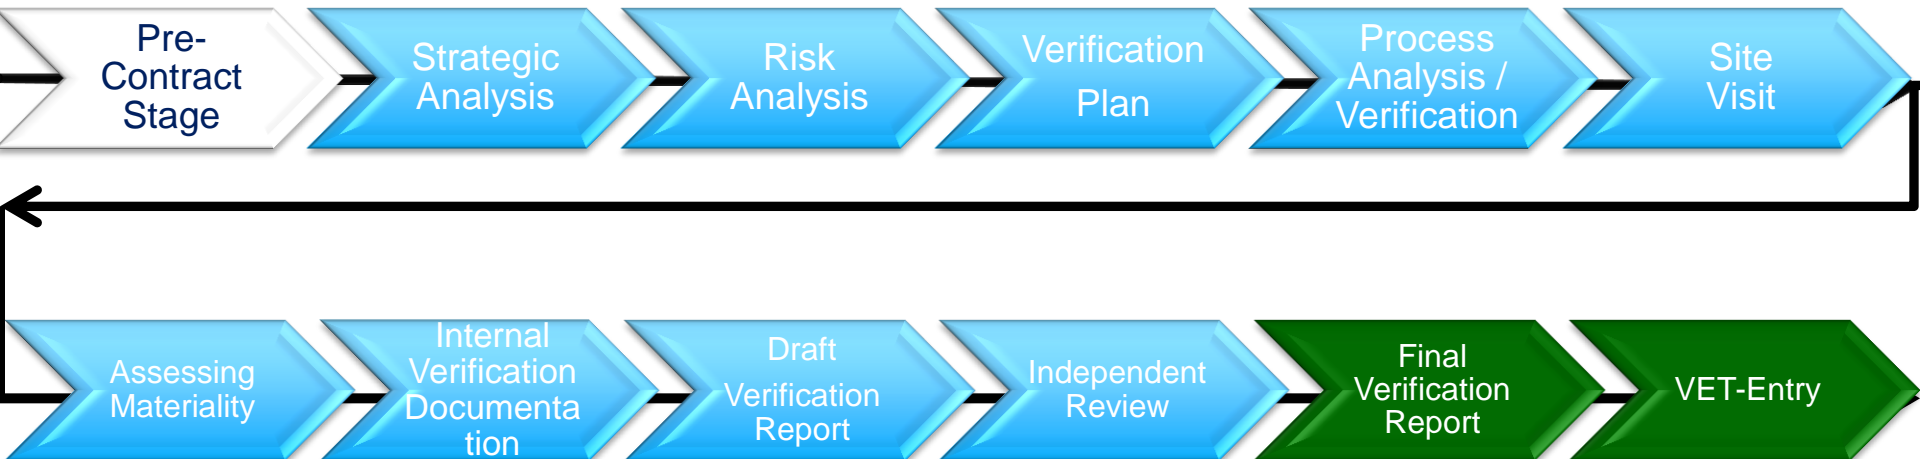 Pre-
Contract
Stage
Strategic
Analysis
Risk
Analysis
Verification
Plan
Process
Analysis /
Verification
Site
Visit
Assessing
Materiality
Internal
Verification
Documenta
tion
Draft
Verification
Report
Independent
Review
Final
Verification
Report
VET-Entry